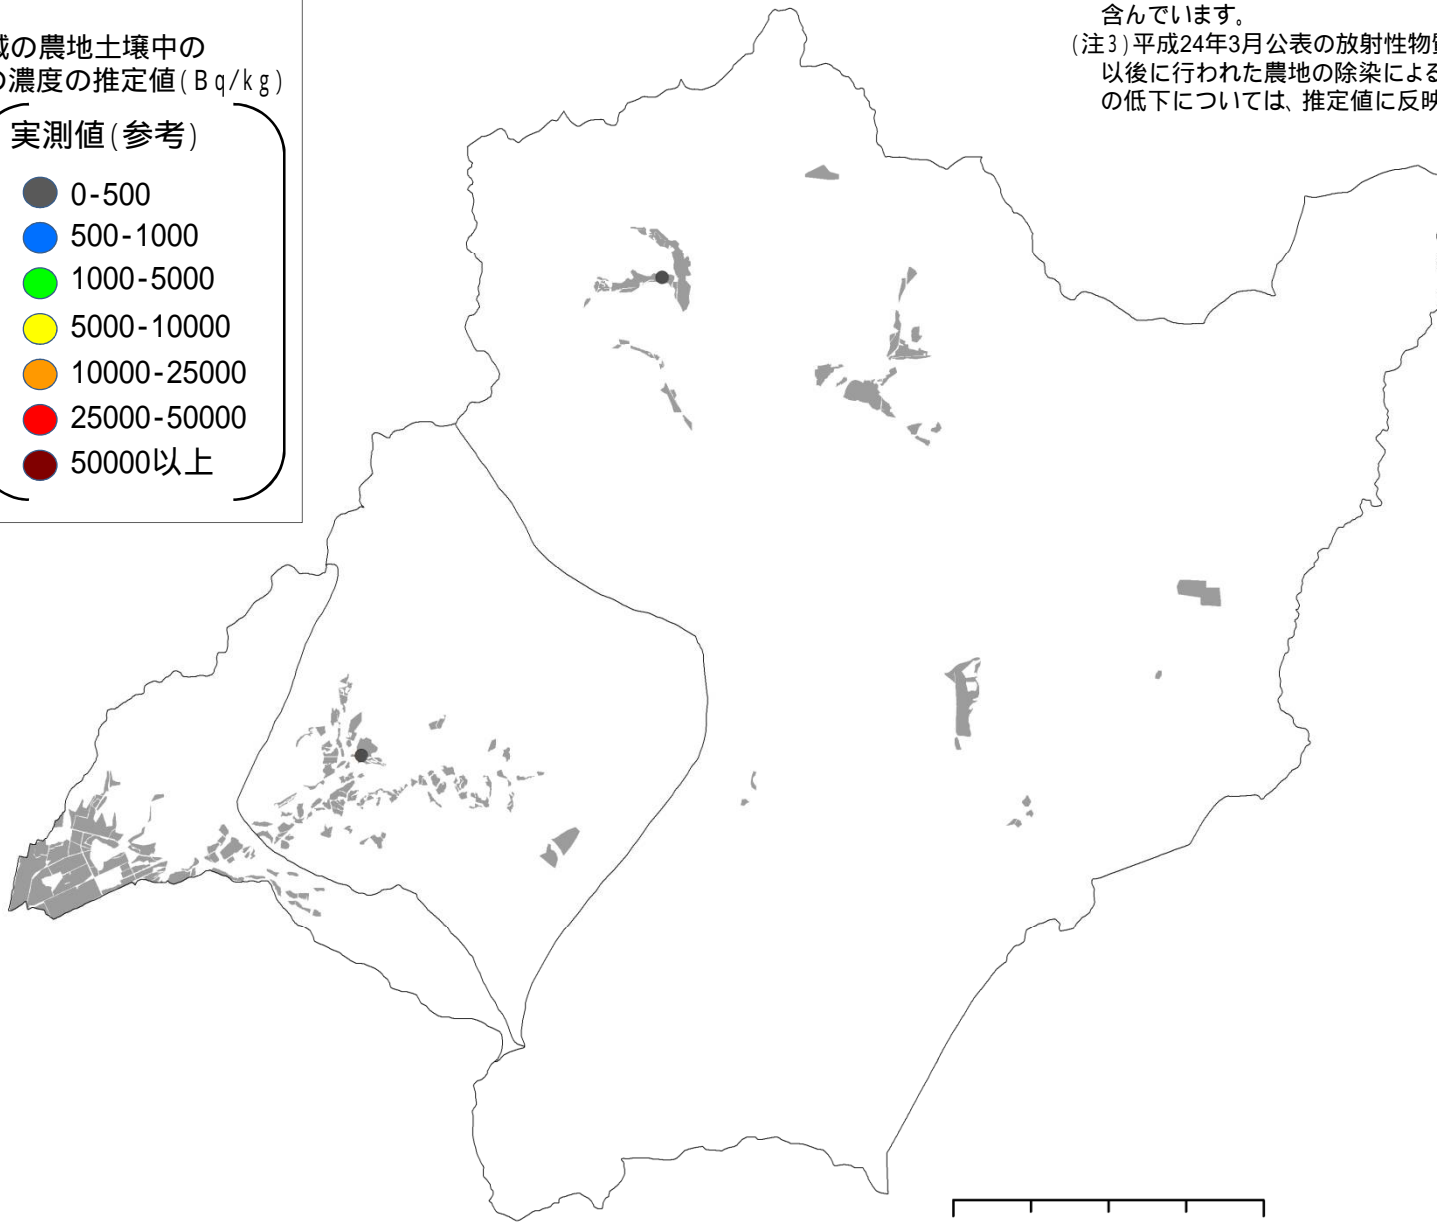 域の農地土壌中の
の濃度の推定値(Bq/kg)
実測値(参考)
0-500
500-1000
1000-5000
5000-10000
10000-25000
25000-50000
50000以上
含んでいます。
(注3)平成24年3月公表の放射性物質
以後に行われた農地の除染による
の低下については、推定値に反映